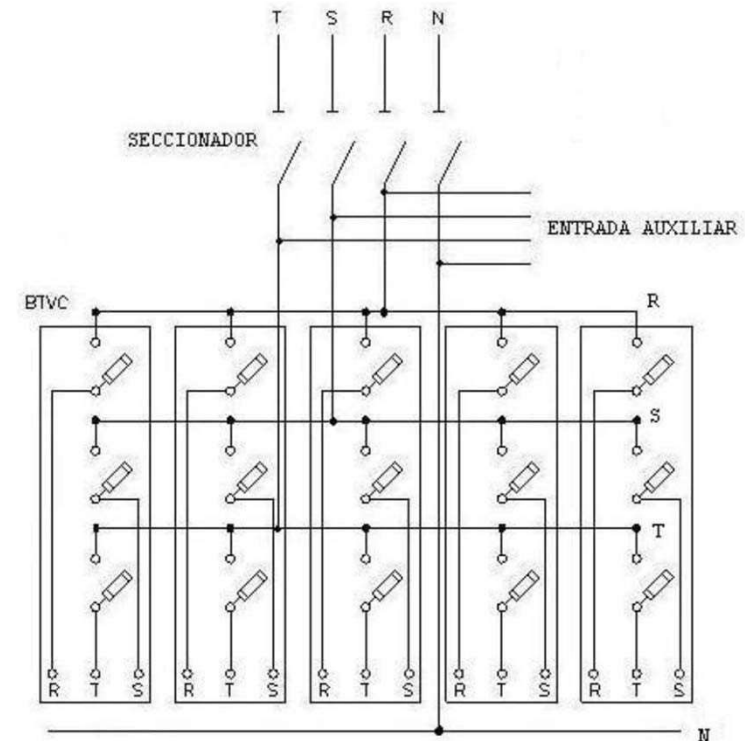 T S R N
SECCIONADOR
ENTRADA AUXILIAR
BTVC
R
S
T
R T S R T S R T S R T S R T S
N